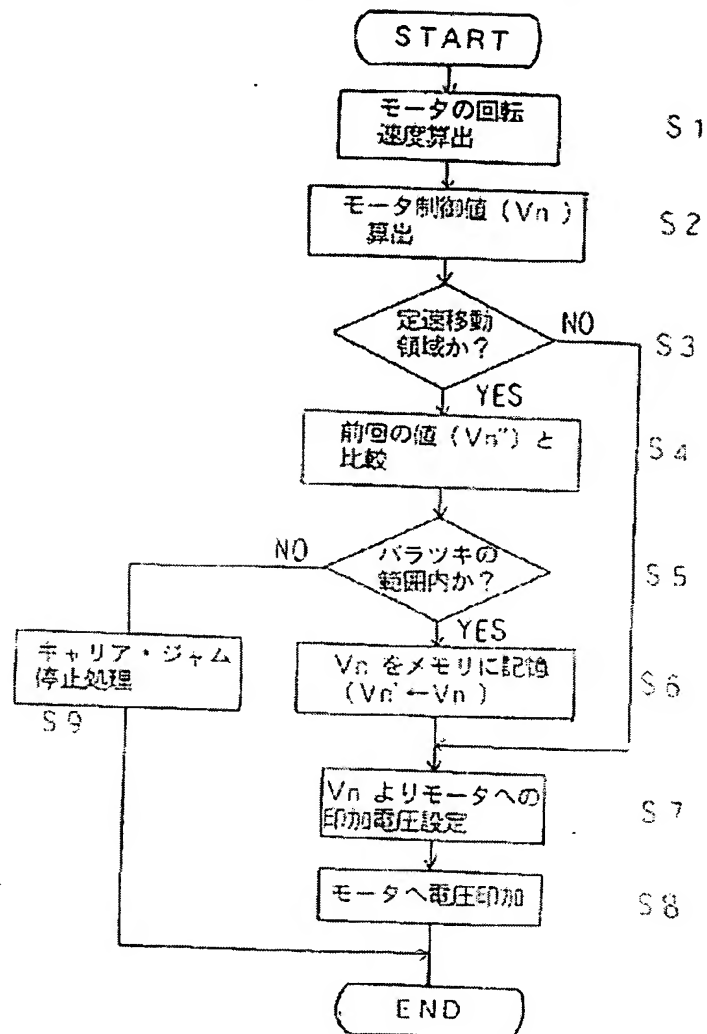 START
モータの回転
速度算出
S1
モータ制御値 (Vn )
算出
S2
定速移動
領域か?
NO
S3
YES
前回の値 (Vn") と
比較
S4
NO
バラツキの
範囲内か?
S5
YES
キャリア・ジャム
停止処理
S9
Vn をメモリに記憶
(Vn'←Vn )
S6
Vn よりモータへの
印加電圧設定
S7
モータへ電圧印加
S8
END